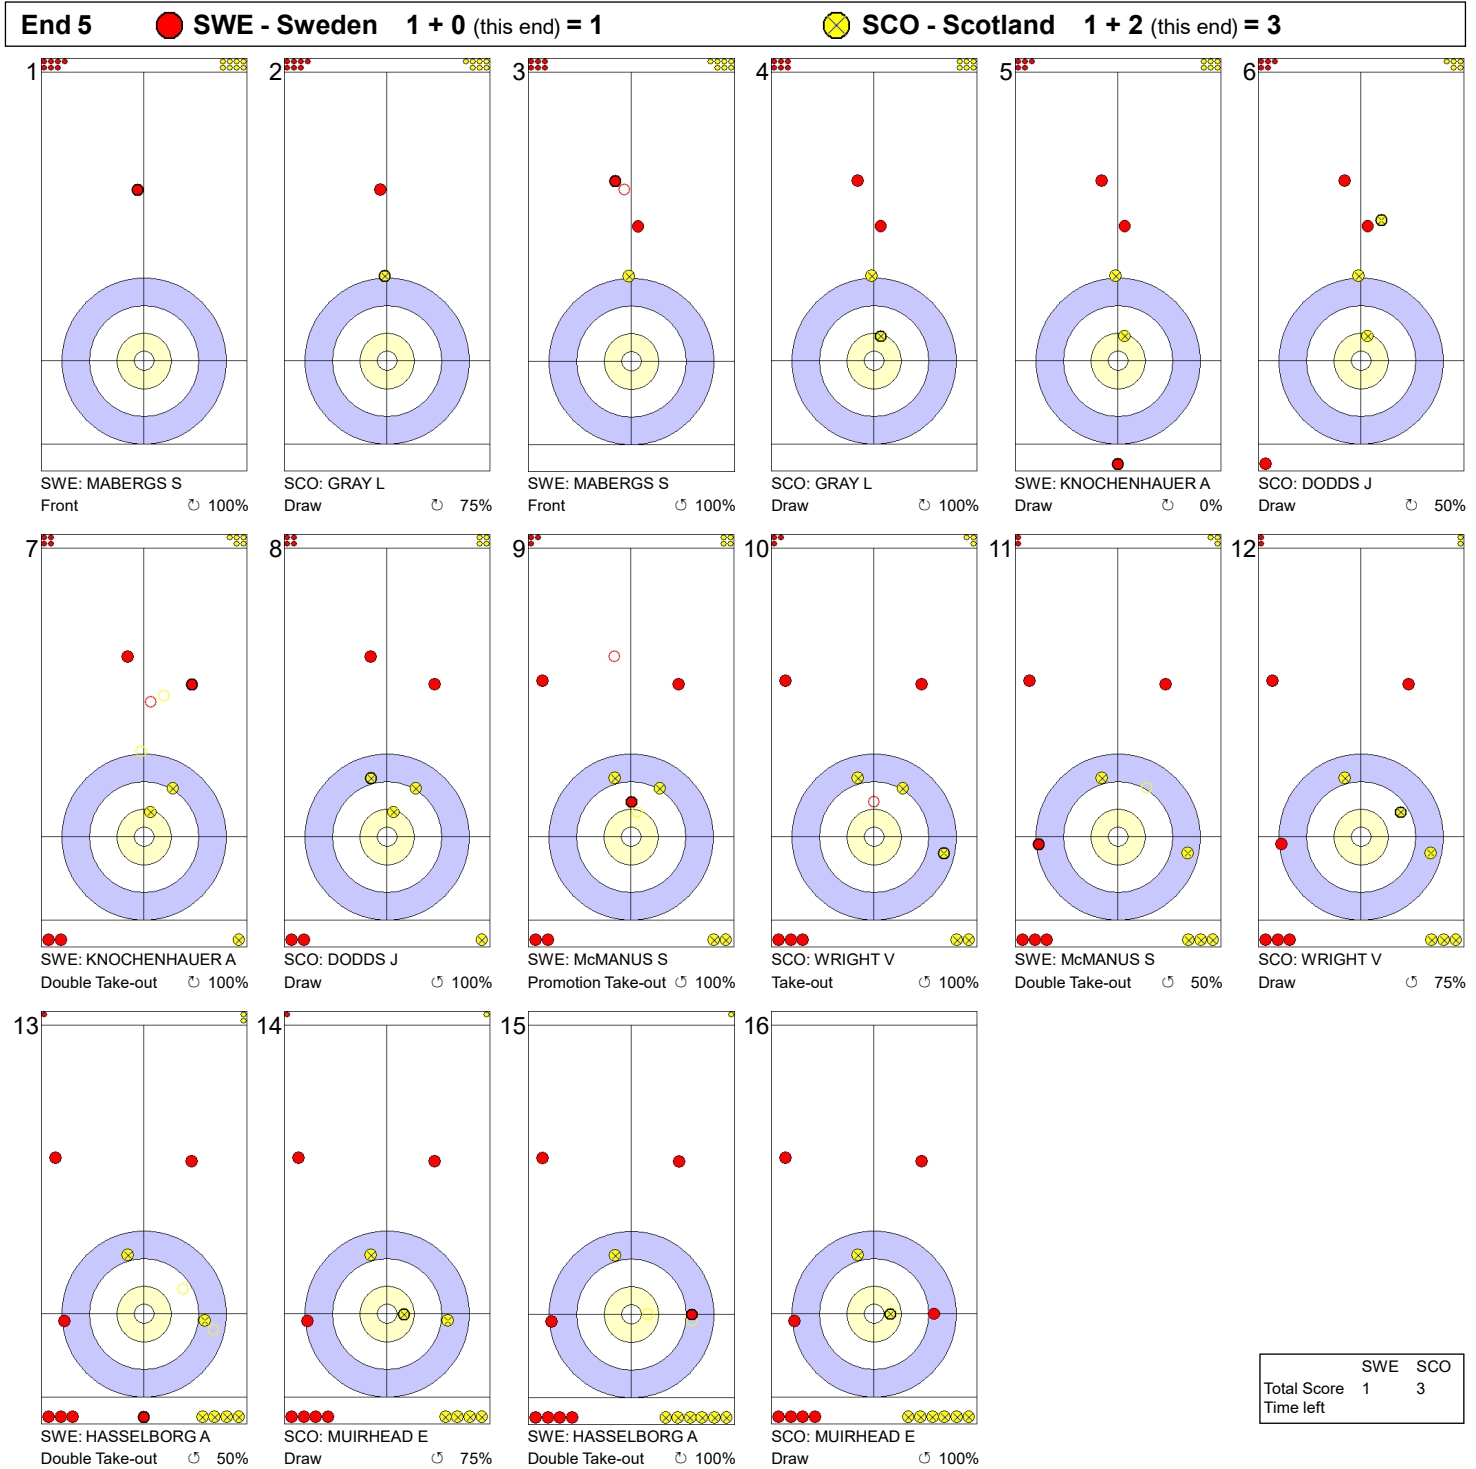 End 5 SWE - Sweden 1 + 0 (this end) = 1 SCO - Scotland 1 + 2 (this end) = 3
1 2 3 4 5 6
SWE: MABERGS S SCO: GRAY L SWE: MABERGS S SCO: GRAY L SWE: KNOCHENHAUER A SCO: DODDS J
Front ↻ 100% Draw ↻ 75% Front ↺ 100% Draw ↻ 100% Draw ↻ 0% Draw ↻ 50%
7 8 9 10 11 12
SWE: KNOCHENHAUER A SCO: DODDS J SWE: McMANUS S SCO: WRIGHT V SWE: McMANUS S SCO: WRIGHT V
Double Take-out ↻ 100% Draw ↺ 100% Promotion Take-out ↻ 100% Take-out ↺ 100% Double Take-out ↺ 50% Draw ↺ 75%
13 14 15 16
SWE: HASSELBORG A SCO: MUIRHEAD E SWE: HASSELBORG A SCO: MUIRHEAD E
Double Take-out ↺ 50% Draw ↺ 75% Double Take-out ↻ 100% Draw ↺ 100%
SWE SCO
Total Score 1 3
Time left